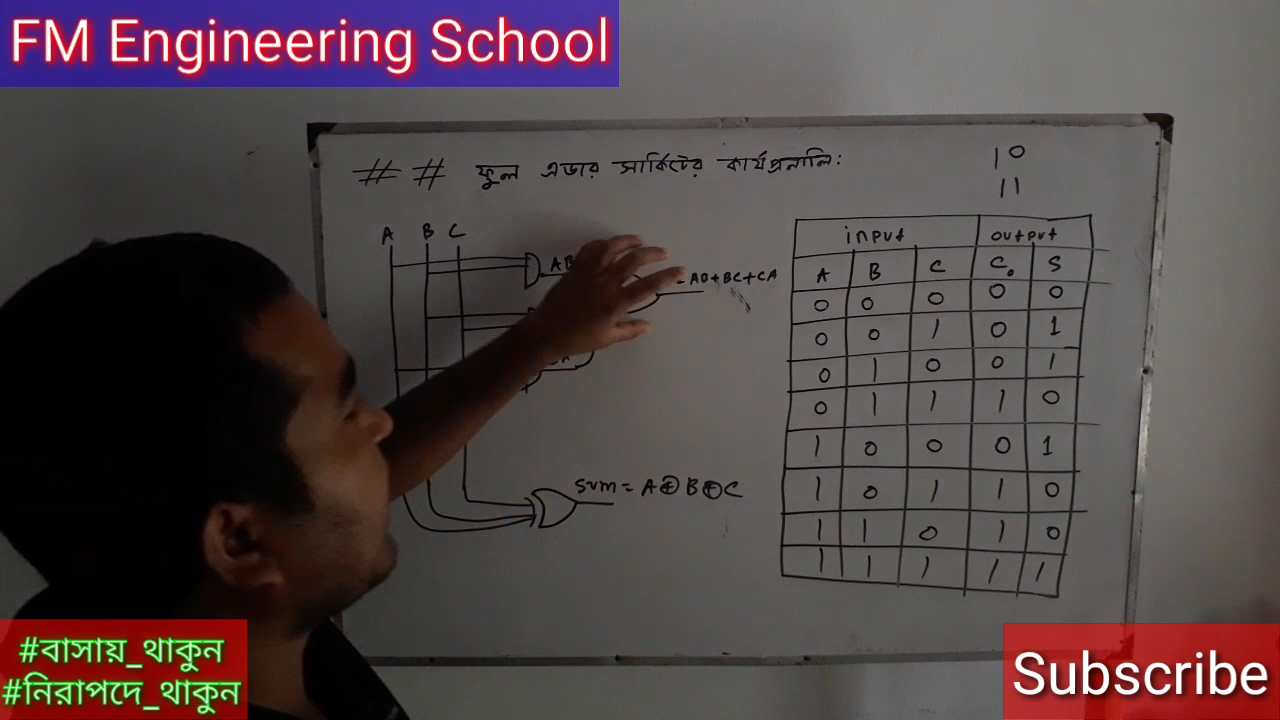 FM Engineering School
## ফুল এডার সার্কিটের কার্যপ্রনালি:
10
11
A B C
AB
= AB+BC+CA
CA
sum = A⊕B⊕C
input output
A B C C₀ S
0 0 0 0 0
0 0 1 0 1
0 1 0 0 1
0 1 1 1 0
1 0 0 0 1
1 0 1 1 0
1 1 0 1 0
1 1 1 1 1
#বাসায়_থাকুন
#নিরাপদে_থাকুন
Subscribe